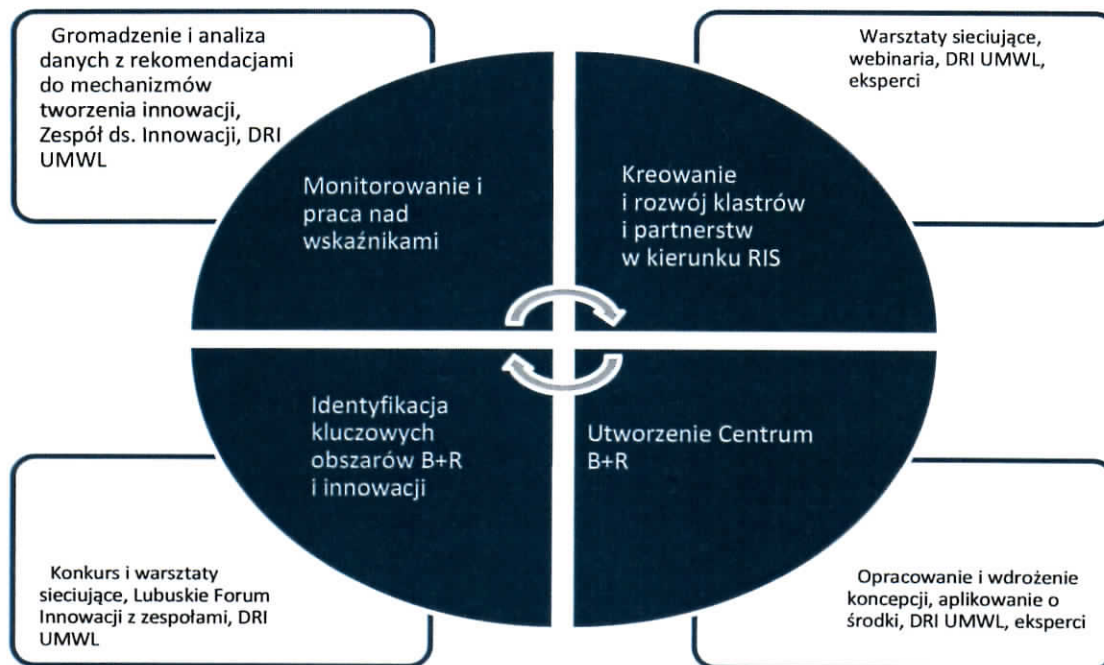 Gromadzenie i analiza
danych z rekomendacjami
do mechanizmów
tworzenia innowacji,
Zespół ds. Innowacji, DRI
UMWL
Warsztaty sieciujące,
webinaria, DRI UMWL,
eksperci
Monitorowanie i
praca nad
wskaźnikami
Kreowanie
i rozwój klastrów
i partnerstw
w kierunku RIS
Identyfikacja
kluczowych
obszarów B+R
i innowacji
Utworzenie Centrum
B+R
Konkurs i warsztaty
sieciujące, Lubuskie Forum
Innowacji z zespołami, DRI
UMWL
Opracowanie i wdrożenie
koncepcji, aplikowanie o
środki, DRI UMWL, eksperci